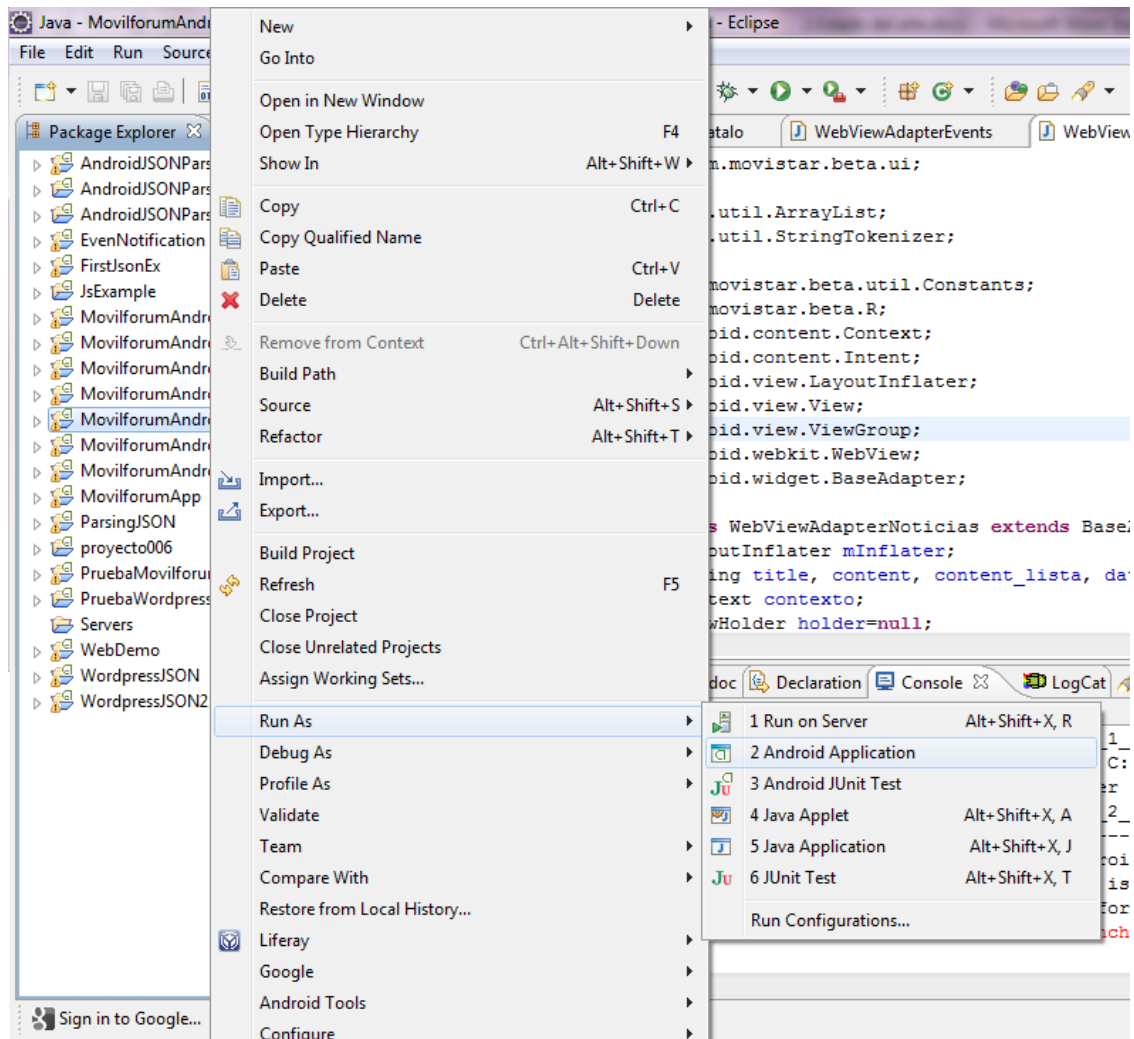 Java - MovilforumAndr
- Eclipse
File Edit Run Source
Package Explorer
AndroidJSONPars
AndroidJSONPars
AndroidJSONPars
EvenNotification
FirstJsonEx
JsExample
MovilforumAndr
MovilforumAndr
MovilforumAndr
MovilforumAndr
MovilforumAndr
MovilforumAndr
MovilforumAndr
MovilforumApp
ParsingJSON
proyecto006
PruebaMovilforu
PruebaWordpress
Servers
WebDemo
WordpressJSON
WordpressJSON2
Sign in to Google...
New
Go Into
Open in New Window
Open Type Hierarchy F4
Show In Alt+Shift+W
Copy Ctrl+C
Copy Qualified Name
Paste Ctrl+V
Delete Delete
Remove from Context Ctrl+Alt+Shift+Down
Build Path
Source Alt+Shift+S
Refactor Alt+Shift+T
Import...
Export...
Build Project
Refresh F5
Close Project
Close Unrelated Projects
Assign Working Sets...
Run As
Debug As
Profile As
Validate
Team
Compare With
Restore from Local History...
Liferay
Google
Android Tools
Configure
1 Run on Server Alt+Shift+X, R
2 Android Application
3 Android JUnit Test
4 Java Applet Alt+Shift+X, A
5 Java Application Alt+Shift+X, J
6 JUnit Test Alt+Shift+X, T
Run Configurations...
atalo WebViewAdapterEvents WebView
m.movistar.beta.ui;
.util.ArrayList;
.util.StringTokenizer;
movistar.beta.util.Constants;
movistar.beta.R;
oid.content.Context;
oid.content.Intent;
oid.view.LayoutInflater;
oid.view.View;
oid.view.ViewGroup;
oid.webkit.WebView;
oid.widget.BaseAdapter;
s WebViewAdapterNoticias extends Base
outInflater mInflater;
ing title, content, content_lista, da
text contexto;
wHolder holder=null;
doc Declaration Console LogCat
_1_
C:
er
_2_
---
roi
is
for
nch